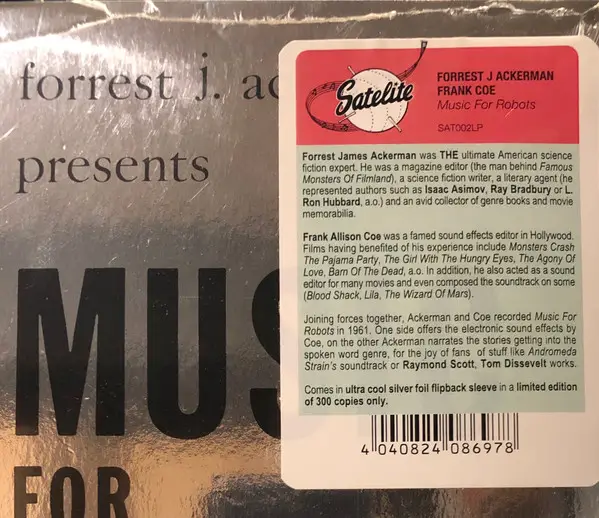 forrest j. ac
presents
MUS
FOR
Satelite
FORREST J ACKERMAN
FRANK COE
Music For Robots
SAT002LP
Forrest James Ackerman was THE ultimate American science
fiction expert. He was a magazine editor (the man behind Famous
Monsters Of Filmland), a science fiction writer, a literary agent (he
represented authors such as Isaac Asimov, Ray Bradbury or L.
Ron Hubbard, a.o.) and an avid collector of genre books and movie
memorabilia.
Frank Allison Coe was a famed sound effects editor in Hollywood.
Films having benefited of his experience include Monsters Crash
The Pajama Party, The Girl With The Hungry Eyes, The Agony Of
Love, Barn Of The Dead, a.o. In addition, he also acted as a sound
editor for many movies and even composed the soundtrack on some
(Blood Shack, Lila, The Wizard Of Mars).
Joining forces together, Ackerman and Coe recorded Music For
Robots in 1961. One side offers the electronic sound effects by
Coe, on the other Ackerman narrates the stories getting into the
spoken word genre, for the joy of fans of stuff like Andromeda
Strain's soundtrack or Raymond Scott, Tom Dissevelt works.
Comes in ultra cool silver foil flipback sleeve in a limited edition
of 300 copies only.
4 040824 086978